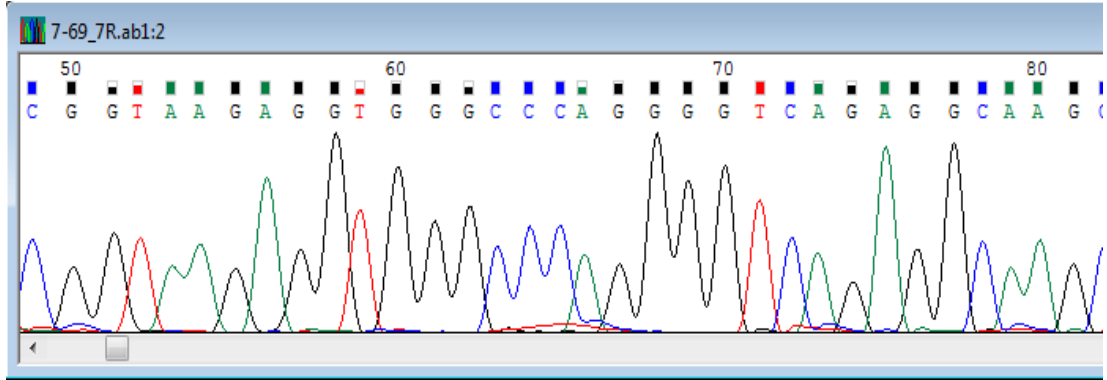 7-69_7R.ab1:2
50 60 70 80
C G G T A A G A G G T G G G C C C A G G G G T C A G A G G C A A G C